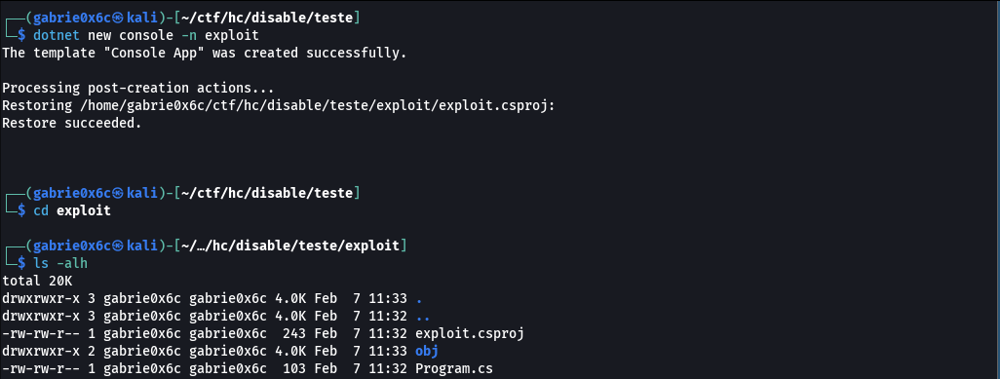 ┌──(gabrie0x6c㉿kali)-[~/ctf/hc/disable/teste]
└─$ dotnet new console -n exploit
The template "Console App" was created successfully.
Processing post-creation actions...
Restoring /home/gabrie0x6c/ctf/hc/disable/teste/exploit/exploit.csproj:
Restore succeeded.
┌──(gabrie0x6c㉿kali)-[~/ctf/hc/disable/teste]
└─$ cd exploit
┌──(gabrie0x6c㉿kali)-[~/…/hc/disable/teste/exploit]
└─$ ls -alh
total 20K
drwxrwxr-x 3 gabrie0x6c gabrie0x6c 4.0K Feb  7 11:33 .
drwxrwxr-x 3 gabrie0x6c gabrie0x6c 4.0K Feb  7 11:32 ..
-rw-rw-r-- 1 gabrie0x6c gabrie0x6c  243 Feb  7 11:32 exploit.csproj
drwxrwxr-x 2 gabrie0x6c gabrie0x6c 4.0K Feb  7 11:33 obj
-rw-rw-r-- 1 gabrie0x6c gabrie0x6c  103 Feb  7 11:32 Program.cs